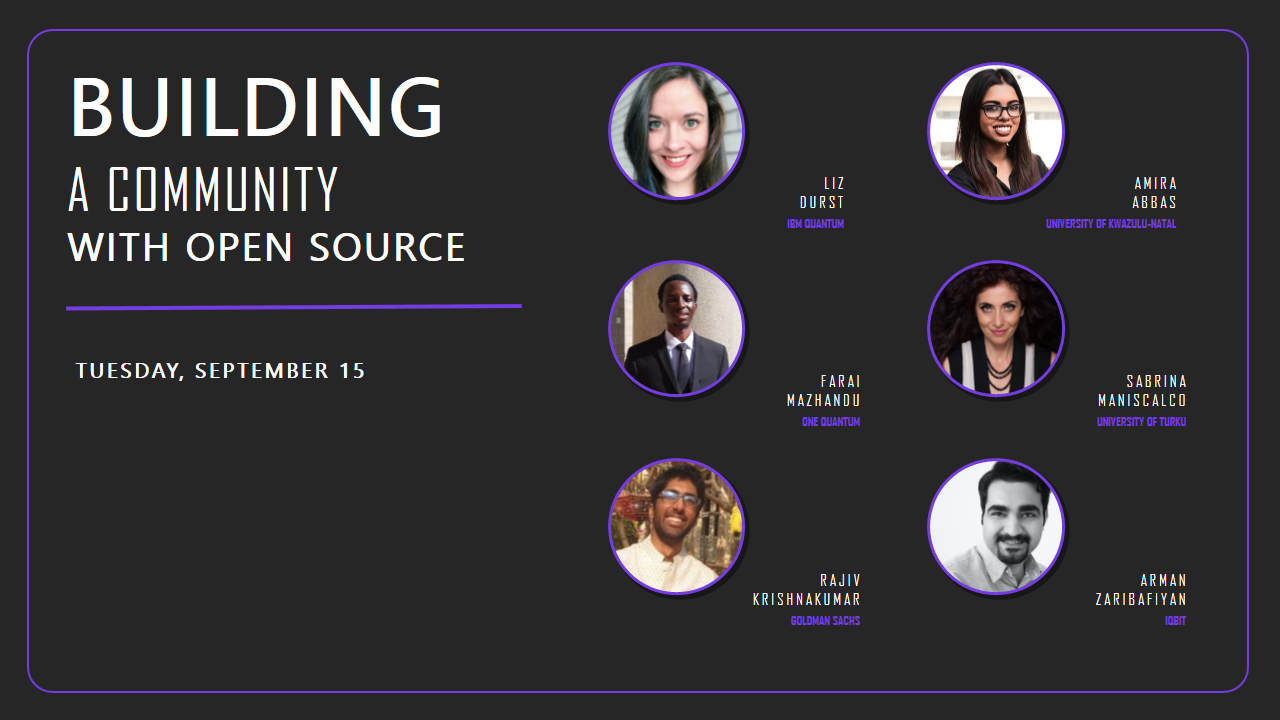 BUILDING
A COMMUNITY
WITH OPEN SOURCE
TUESDAY, SEPTEMBER 15
LIZ
DURST
IBM QUANTUM
AMIRA
ABBAS
UNIVERSITY OF KWAZULU-NATAL
FARAI
MAZHANDU
ONE QUANTUM
SABRINA
MANISCALCO
UNIVERSITY OF TURKU
RAJIV
KRISHNAKUMAR
GOLDMAN SACHS
ARMAN
ZARIBAFIYAN
IQBIT